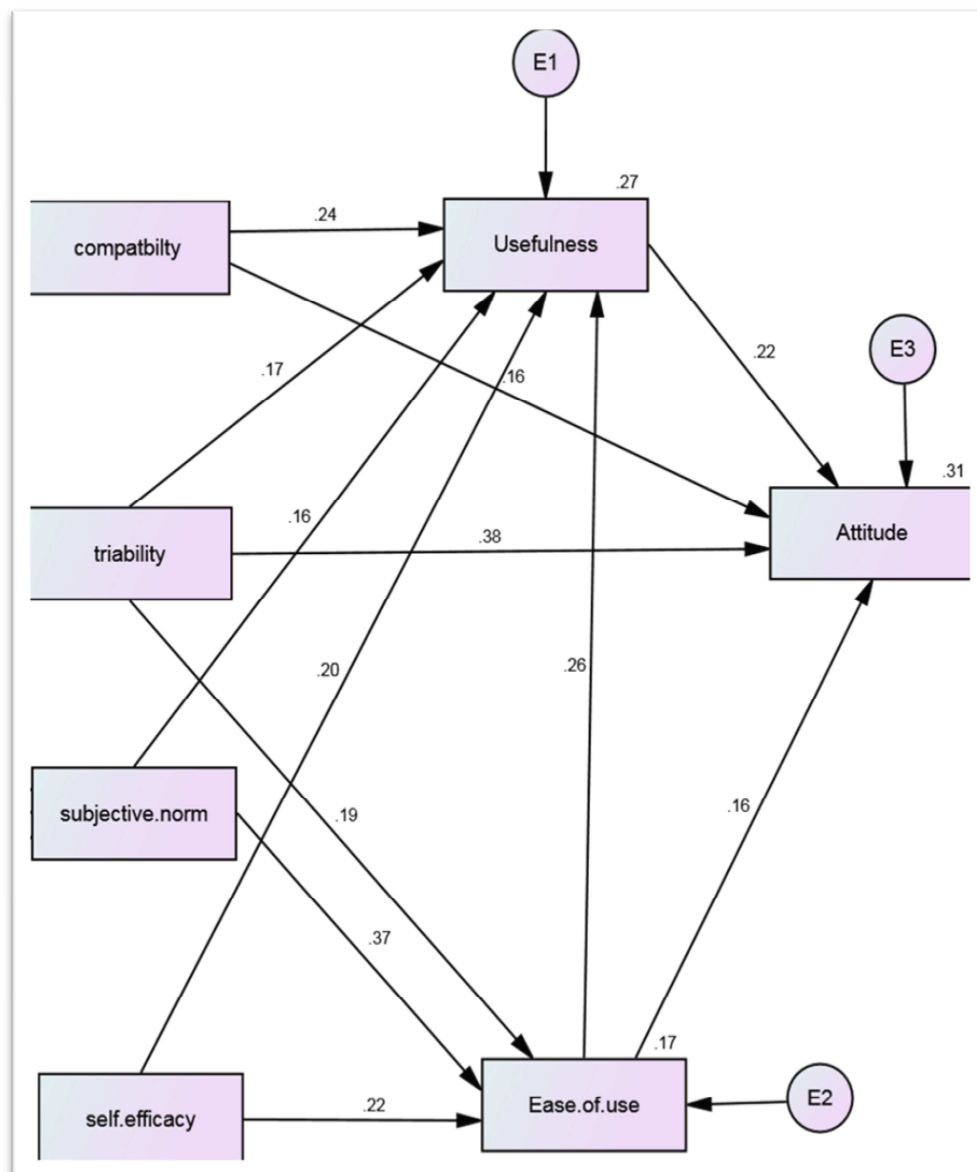 E1
.27
compatbilty
.24
Usefulness
E3
.17
.16
.22
.31
triability
.16
.38
Attitude
.20
.26
subjective.norm
.19
.16
.37
.17
self.efficacy
.22
Ease.of.use
E2